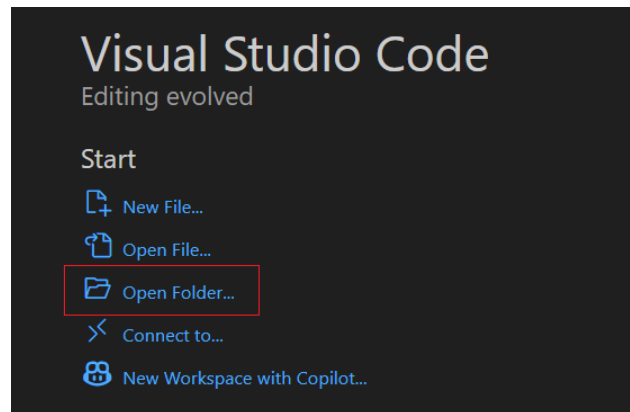 Visual Studio Code
Editing evolved
Start
New File...
Open File...
Open Folder...
Connect to...
New Workspace with Copilot...